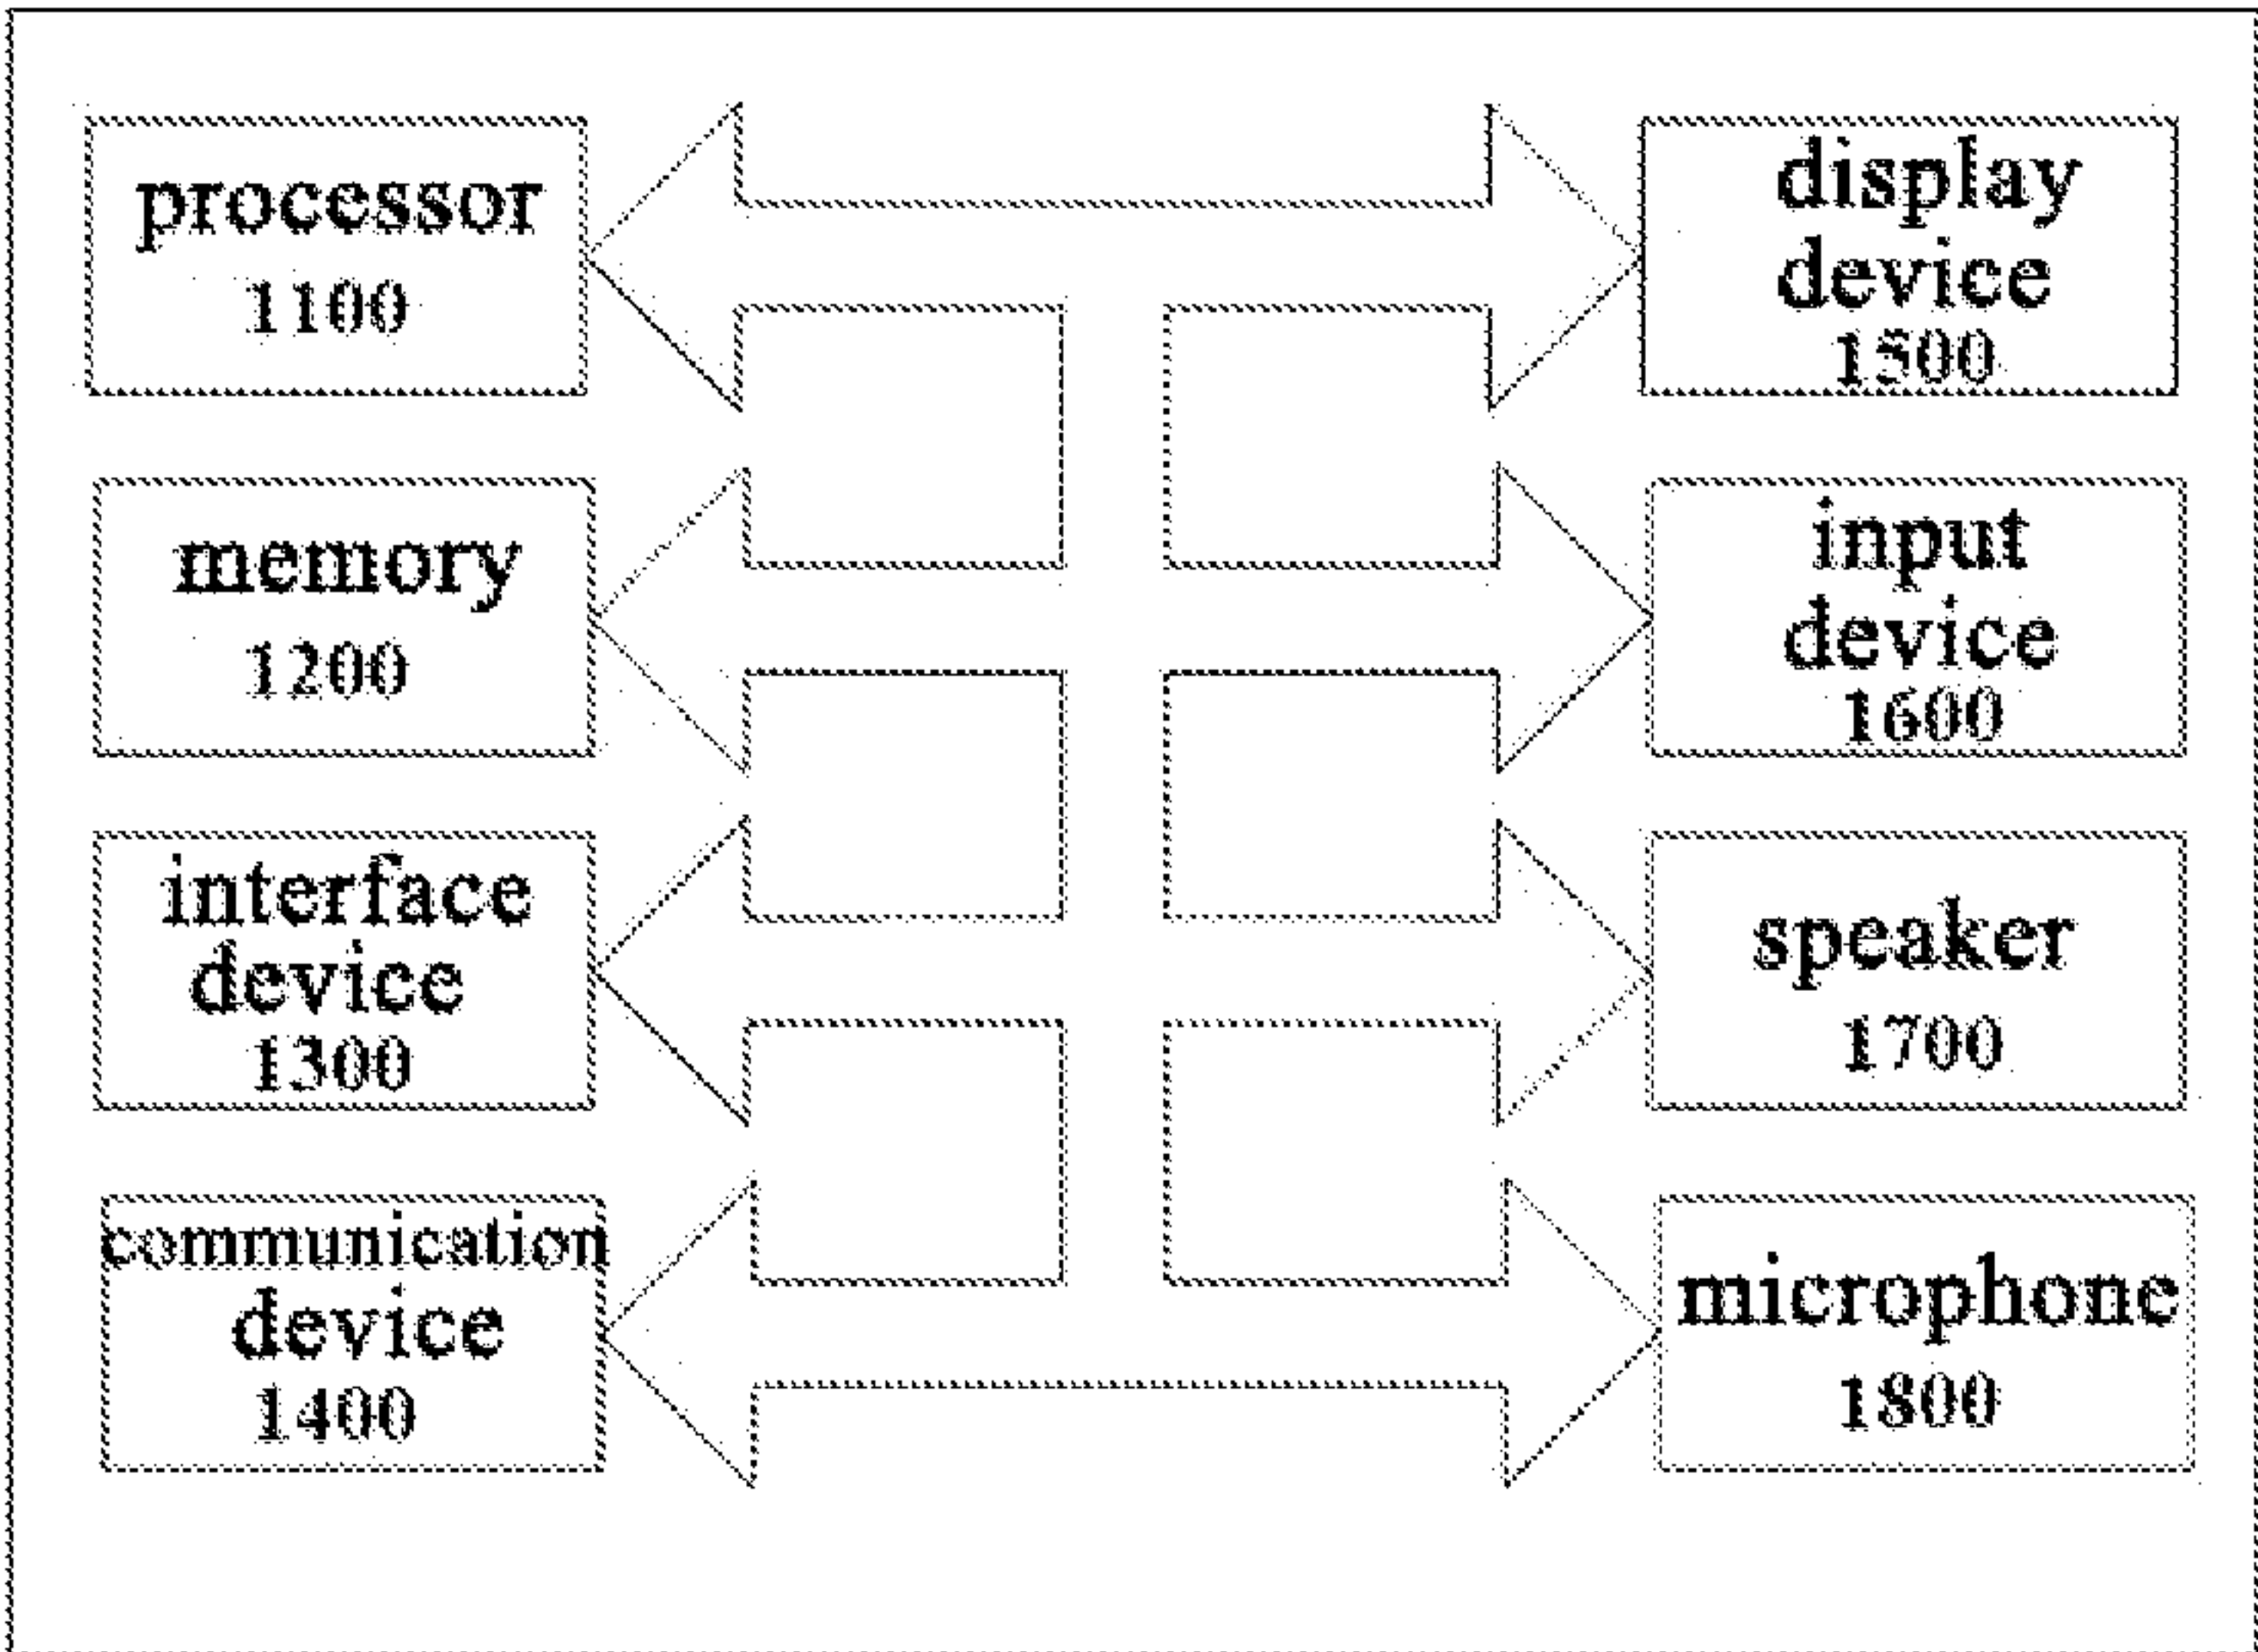 processor
1100
display
device
1500
memory
1200
input
device
1600
interface
device
1300
speaker
1700
communication
device
1400
microphone
1800